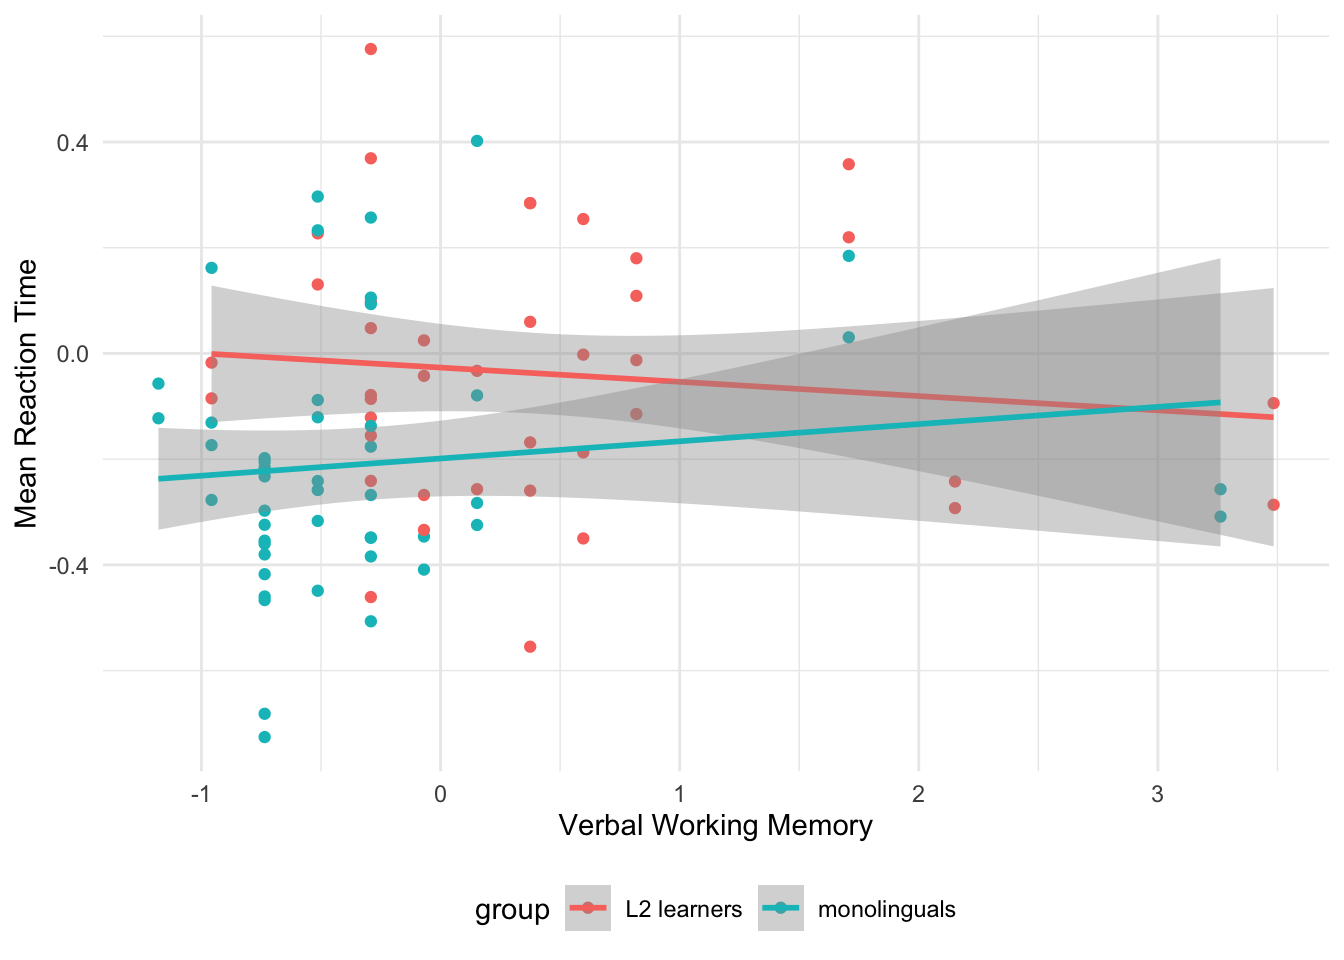 0.4
0.0
-0.4
Mean Reaction Time
-1 0 1 2 3
Verbal Working Memory
group L2 learners monolinguals